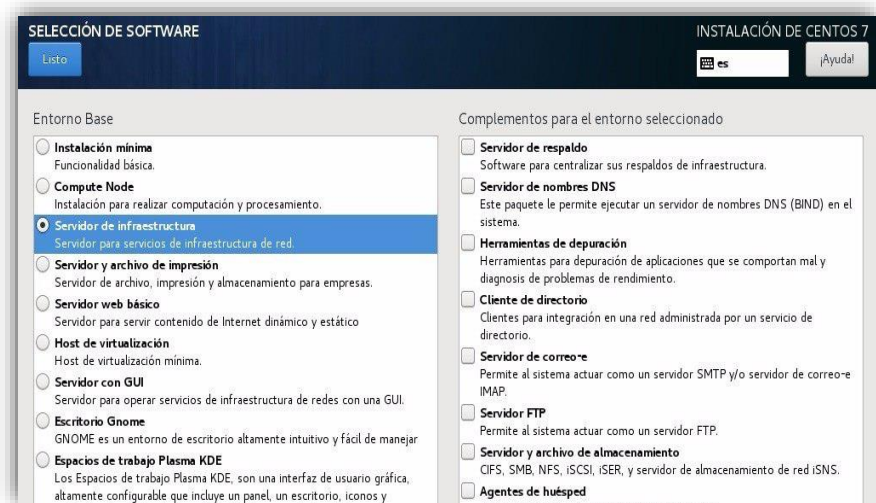 SELECCIÓN DE SOFTWARE
INSTALACIÓN DE CENTOS 7
Listo
es
¡Ayuda!
Entorno Base
Instalación mínima
Funcionalidad básica.
Compute Node
Instalación para realizar computación y procesamiento.
Servidor de infraestructura
Servidor para servicios de infraestructura de red.
Servidor y archivo de impresión
Servidor de archivo, impresión y almacenamiento para empresas.
Servidor web básico
Servidor para servir contenido de Internet dinámico y estático
Host de virtualización
Host de virtualización mínima.
Servidor con GUI
Servidor para operar servicios de infraestructura de redes con una GUI.
Escritorio Gnome
GNOME es un entorno de escritorio altamente intuitivo y fácil de manejar
Espacios de trabajo Plasma KDE
Los Espacios de trabajo Plasma KDE, son una interfaz de usuario gráfica,
altamente configurable que incluye un panel, un escritorio, iconos y
Complementos para el entorno seleccionado
Servidor de respaldo
Software para centralizar sus respaldos de infraestructura.
Servidor de nombres DNS
Este paquete le permite ejecutar un servidor de nombres DNS (BIND) en el
sistema.
Herramientas de depuración
Herramientas para depuración de aplicaciones que se comportan mal y
diagnosis de problemas de rendimiento.
Cliente de directorio
Clientes para integración en una red administrada por un servicio de
directorio.
Servidor de correo-e
Permite al sistema actuar como un servidor SMTP y/o servidor de correo-e
IMAP.
Servidor FTP
Permite al sistema actuar como un servidor FTP.
Servidor y archivo de almacenamiento
CIFS, SMB, NFS, iSCSI, iSER, y servidor de almacenamiento de red iSNS.
Agentes de huésped